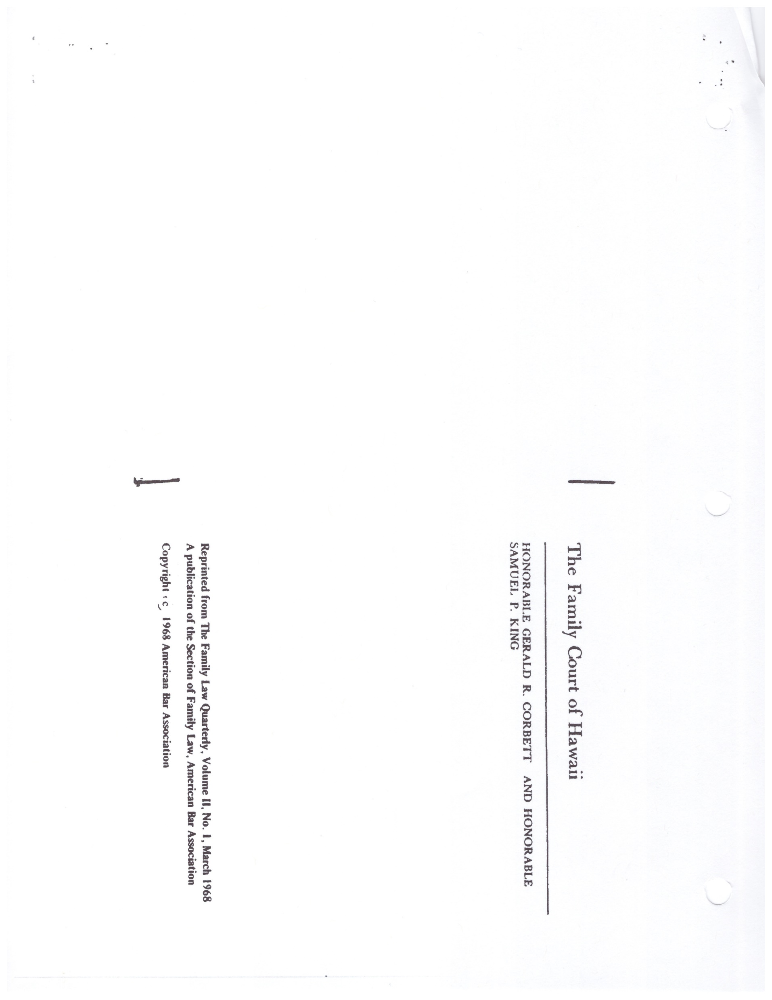 The Family Court of Hawaii
HONORABLE GERALD R. CORBETT AND HONORABLE
SAMUEL P. KING
Reprinted from The Family Law Quarterly, Volume II, No. 1, March 1968
A publication of the Section of Family Law, American Bar Association
Copyright (c) 1968 American Bar Association